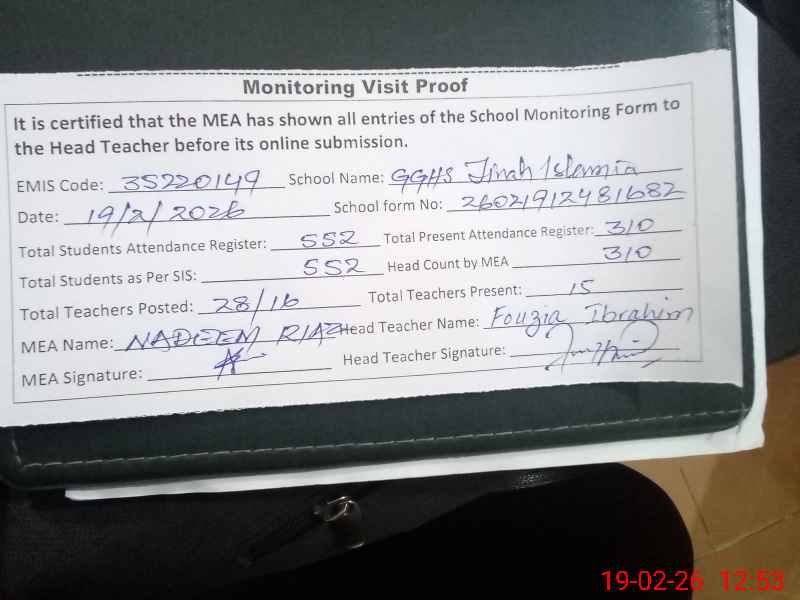 Monitoring Visit Proof
It is certified that the MEA has shown all entries of the School Monitoring Form to
the Head Teacher before its online submission.
EMIS Code: 35220149 School Name: GGHS Jinah Islamia
Date: 19/2/2026 School form No: 26021912481682
Total Students Attendance Register: 552 Total Present Attendance Register: 310
Total Students as Per SIS: 552 Head Count by MEA 310
Total Teachers Posted: 28/16 Total Teachers Present: 15
MEA Name: NADEEM RIAZ Head Teacher Name: Fouzia Ibrahim
MEA Signature: Head Teacher Signature:
19-02-26 12:53